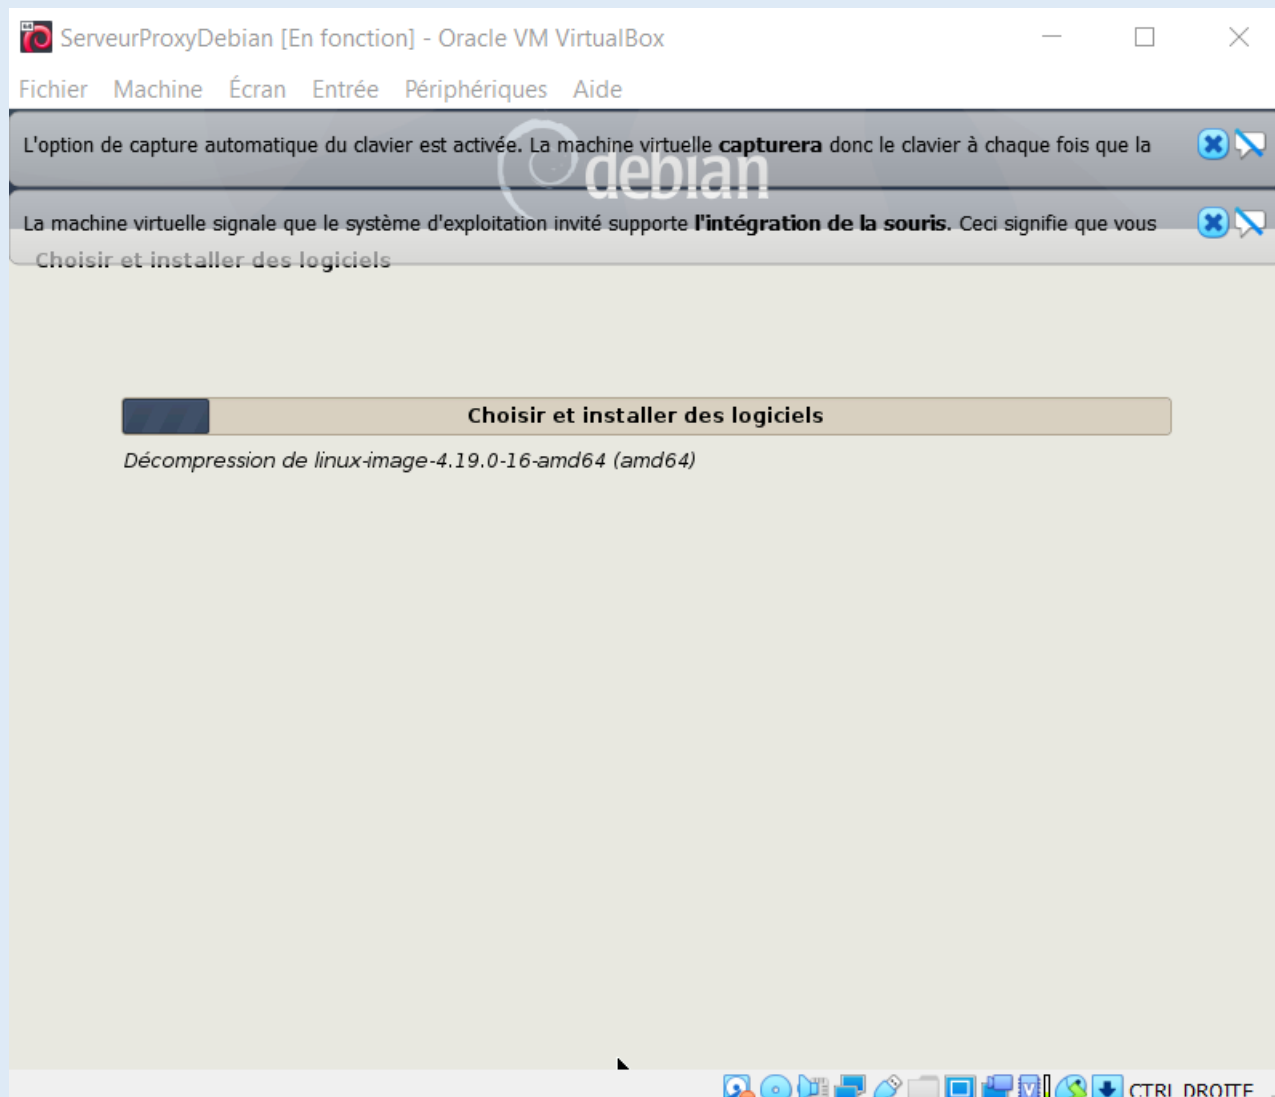 ServeurProxyDebian [En fonction] - Oracle VM VirtualBox
Fichier Machine Écran Entrée Périphériques Aide
L'option de capture automatique du clavier est activée. La machine virtuelle capturera donc le clavier à chaque fois que la
debian
La machine virtuelle signale que le système d'exploitation invité supporte l'intégration de la souris. Ceci signifie que vous
Choisir et installer des logiciels
Choisir et installer des logiciels
Décompression de linux-image-4.19.0-16-amd64 (amd64)
CTRL DROITE